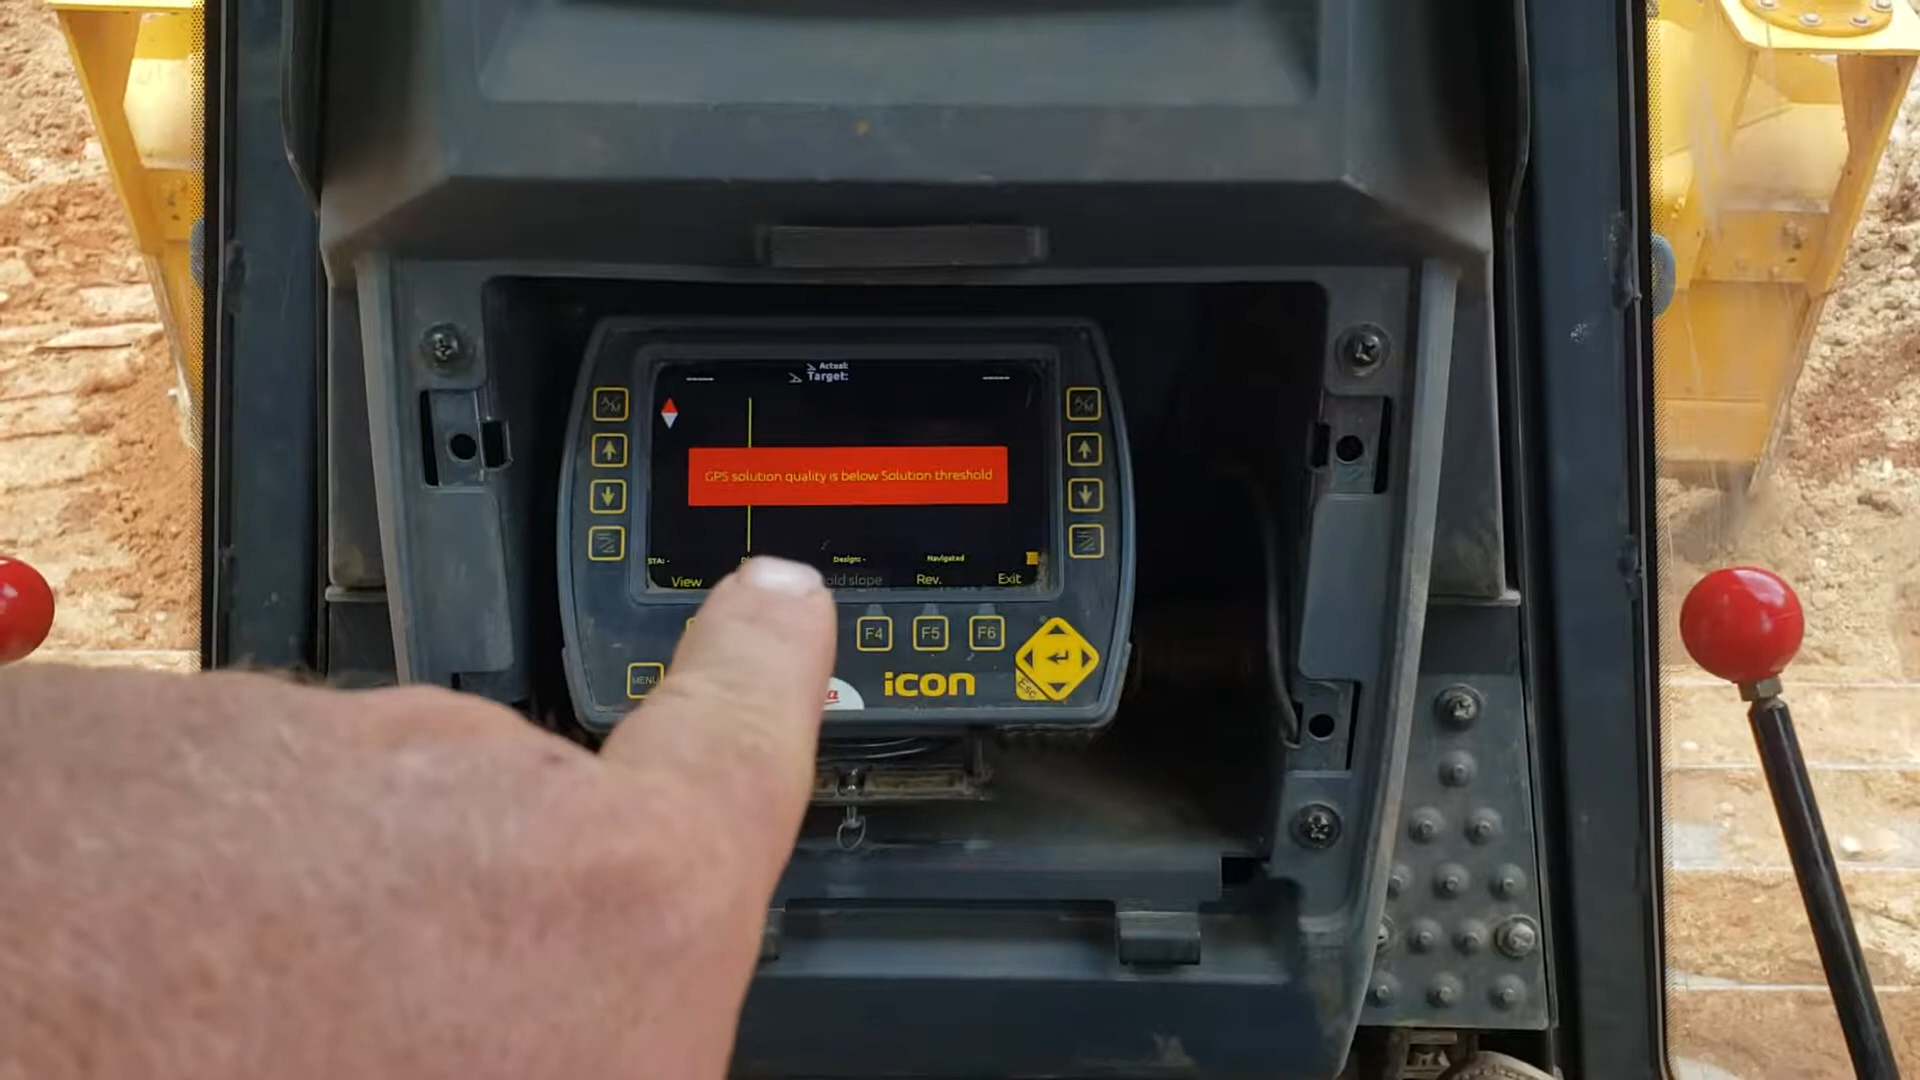 Actual:
Target:
GPS solution quality is below Solution threshold
STA: -
Design: -
Navigated
View
old slope
Rev.
Exit
A/M
A/M
F4
F5
F6
MENU
icon
Esc